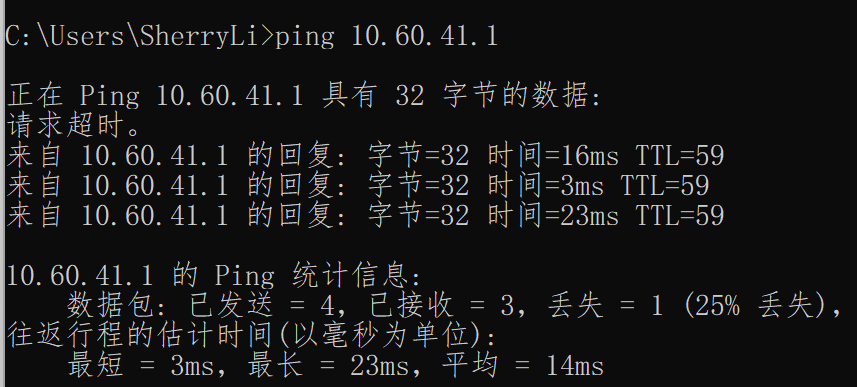 C:\Users\SherryLi>ping 10.60.41.1
正在 Ping 10.60.41.1 具有 32 字节的数据:
请求超时。
来自 10.60.41.1 的回复: 字节=32 时间=16ms TTL=59
来自 10.60.41.1 的回复: 字节=32 时间=3ms TTL=59
来自 10.60.41.1 的回复: 字节=32 时间=23ms TTL=59
10.60.41.1 的 Ping 统计信息:
数据包: 已发送 = 4, 已接收 = 3, 丢失 = 1 (25% 丢失),
往返行程的估计时间(以毫秒为单位):
最短 = 3ms, 最长 = 23ms, 平均 = 14ms